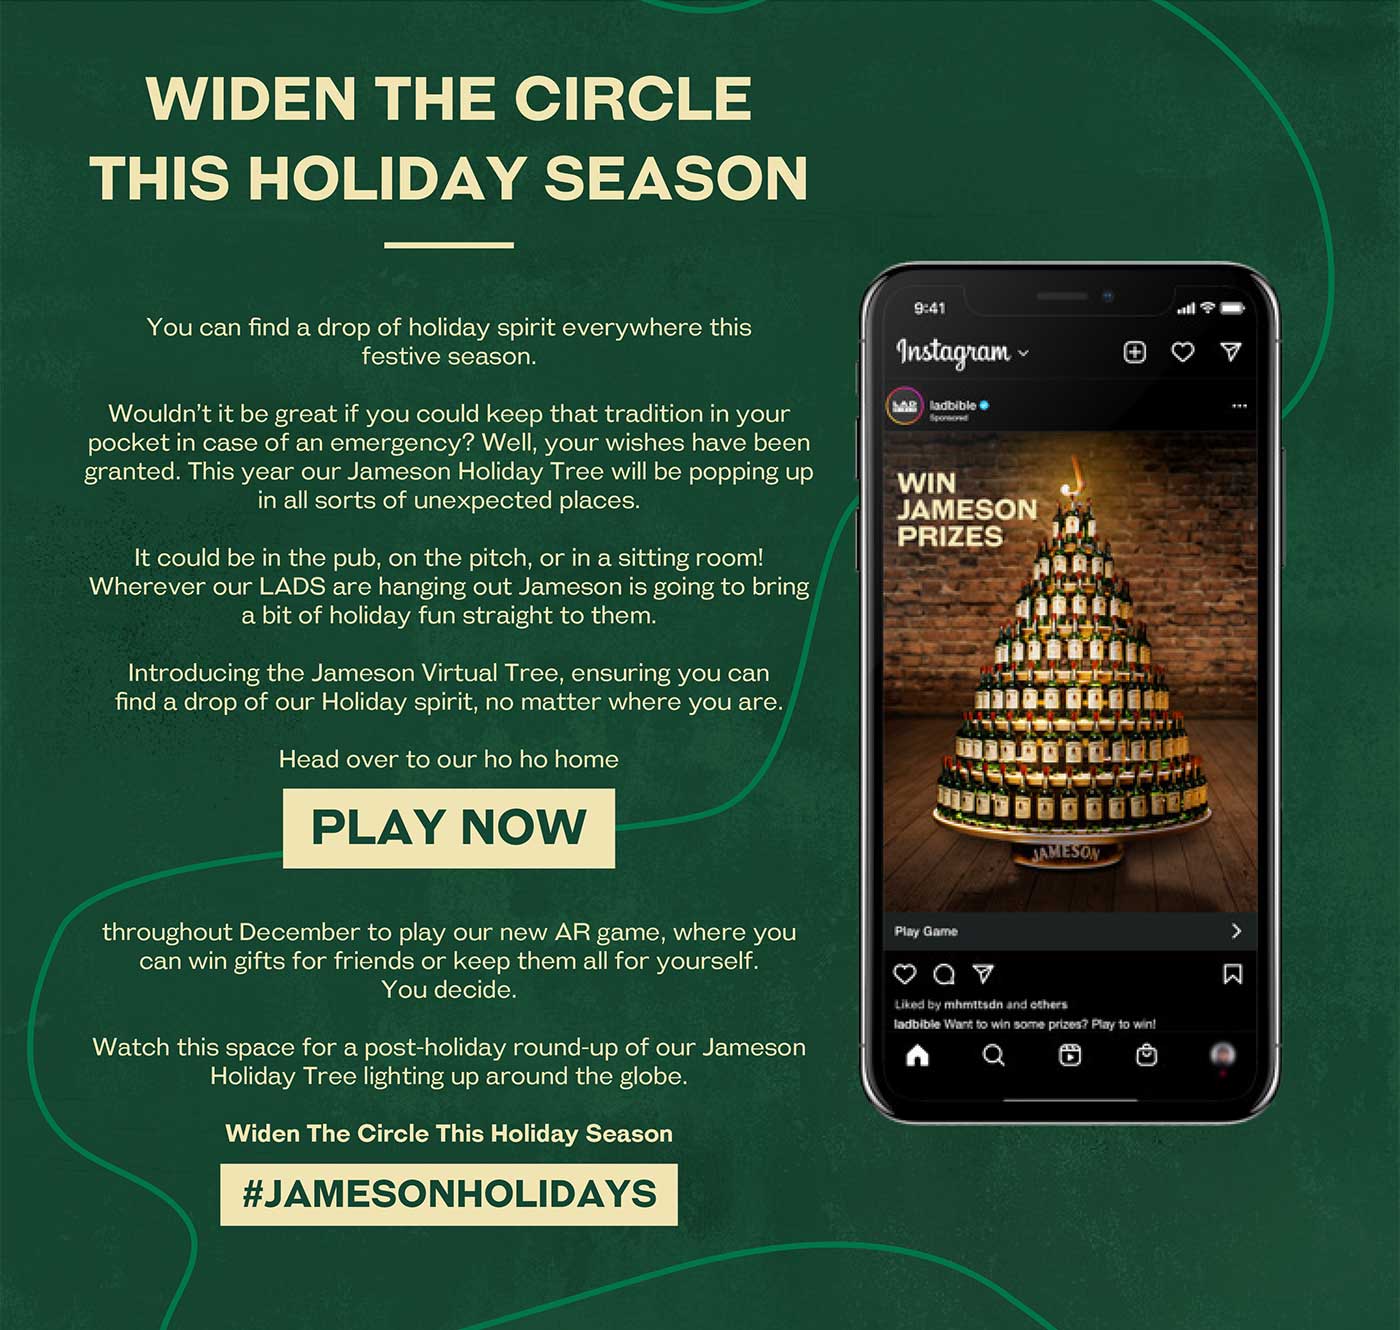 WIDEN THE CIRCLE
THIS HOLIDAY SEASON
You can find a drop of holiday spirit everywhere this
festive season.
Wouldn't it be great if you could keep that tradition in your
pocket in case of an emergency? Well, your wishes have been
granted. This year our Jameson Holiday Tree will be popping up
in all sorts of unexpected places.
It could be in the pub, on the pitch, or in a sitting room!
Wherever our LADS are hanging out Jameson is going to bring
a bit of holiday fun straight to them.
Introducing the Jameson Virtual Tree, ensuring you can
find a drop of our Holiday spirit, no matter where you are.
Head over to our ho ho home
PLAY NOW
throughout December to play our new AR game, where you
can win gifts for friends or keep them all for yourself.
You decide.
Watch this space for a post-holiday round-up of our Jameson
Holiday Tree lighting up around the globe.
Widen The Circle This Holiday Season
#JAMESONHOLIDAYS
9:41
Instagram
LAD
ladbible
Sponsored
WIN
JAMESON
PRIZES
JAMESON
Play Game
Liked by mhmttsdn and others
ladbible Want to win some prizes? Play to win!